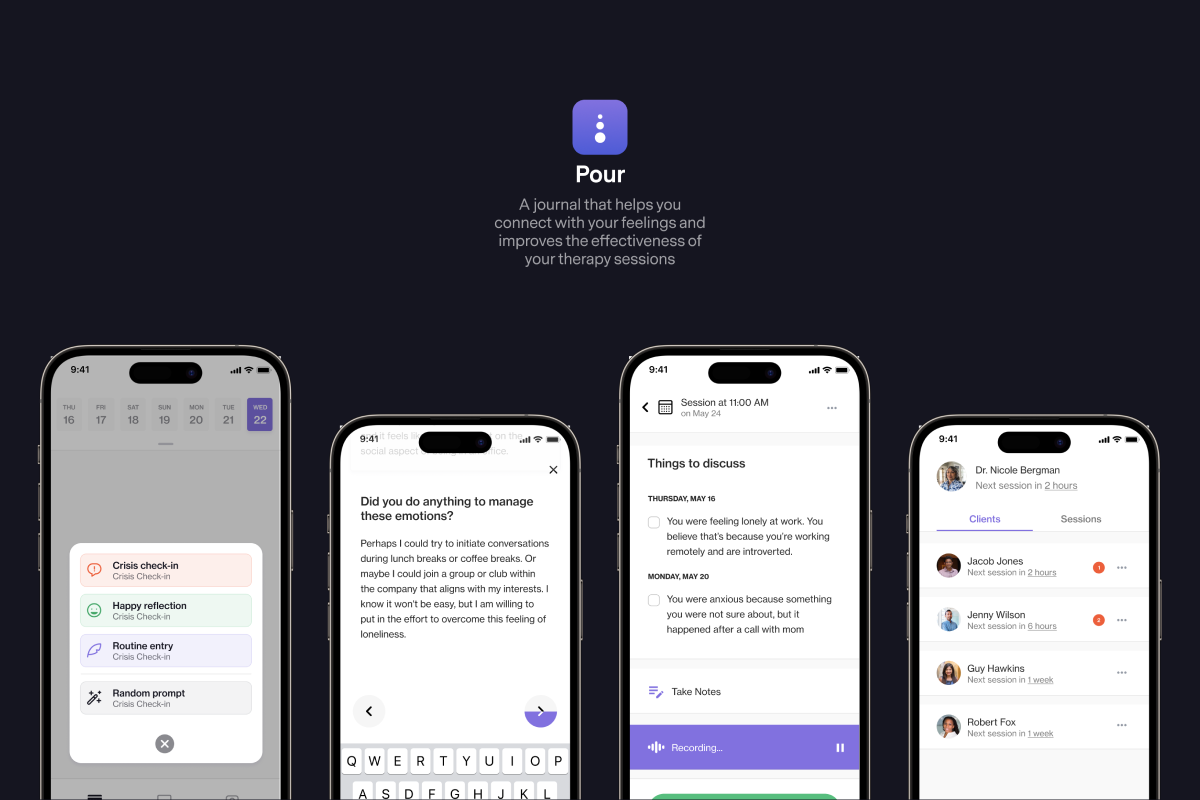 Pour
A journal that helps you
connect with your feelings and
improves the effectiveness of
your therapy sessions
9:41
THU FRI SAT SUN MON TUE WED
16 17 18 19 20 21 22
Crisis check-in
Crisis Check-in
Happy reflection
Crisis Check-in
Routine entry
Crisis Check-in
Random prompt
Crisis Check-in
9:41
it feels on the
social aspect
Did you do anything to manage
these emotions?
Perhaps I could try to initiate conversations
during lunch breaks or coffee breaks. Or
maybe I could join a group or club within
the company that aligns with my interests. I
know it won't be easy, but I am willing to
put in the effort to overcome this feeling of
loneliness.
Q W E R T Y U I O P
A S D F G H J K L
9:41
Session at 11:00 AM
on May 24
Things to discuss
THURSDAY, MAY 16
You were feeling lonely at work. You
believe that's because you're working
remotely and are introverted.
MONDAY, MAY 20
You were anxious because something
you were not sure about, but it
happened after a call with mom
Take Notes
Recording...
9:41
Dr. Nicole Bergman
Next session in 2 hours
Clients Sessions
Jacob Jones
Next session in 2 hours
1
Jenny Wilson
Next session in 6 hours
Guy Hawkins
Next session in 1 week
Robert Fox
Next session in 1 week